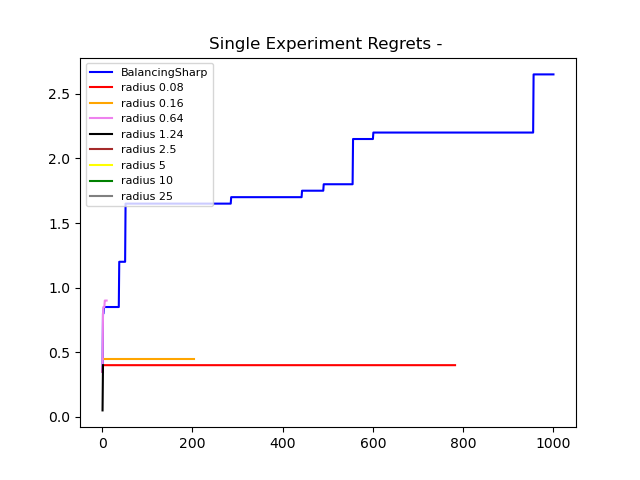 Single Experiment Regrets -
BalancingSharp
radius 0.08
radius 0.16
radius 0.64
radius 1.24
radius 2.5
radius 5
radius 10
radius 25
2.5
2.0
1.5
1.0
0.5
0.0
0 200 400 600 800 1000